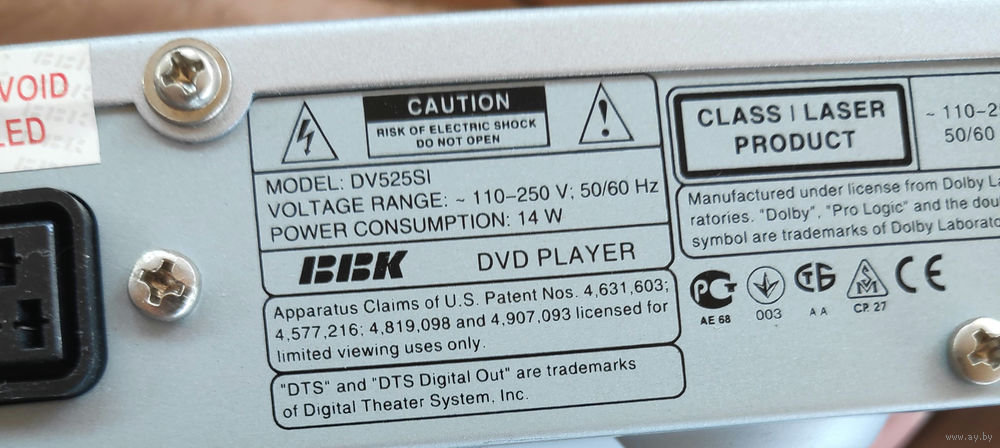 VOID
LED
CAUTION
RISK OF ELECTRIC SHOCK
DO NOT OPEN
MODEL: DV525SI
VOLTAGE RANGE: ~ 110–250 V; 50/60 Hz
POWER CONSUMPTION: 14 W
BBK DVD PLAYER
Apparatus Claims of U.S. Patent Nos. 4,631,603;
4,577,216; 4,819,098 and 4,907,093 licensed for
limited viewing uses only.
"DTS" and "DTS Digital Out" are trademarks
of Digital Theater System, Inc.
CLASS I LASER
PRODUCT
~ 110-2
50/60
Manufactured under license from Dolby La
ratories. "Dolby", "Pro Logic" and the dou
symbol are trademarks of Dolby Laborato
AE 68
003
A A
CP. 27
CE
www.ay.by